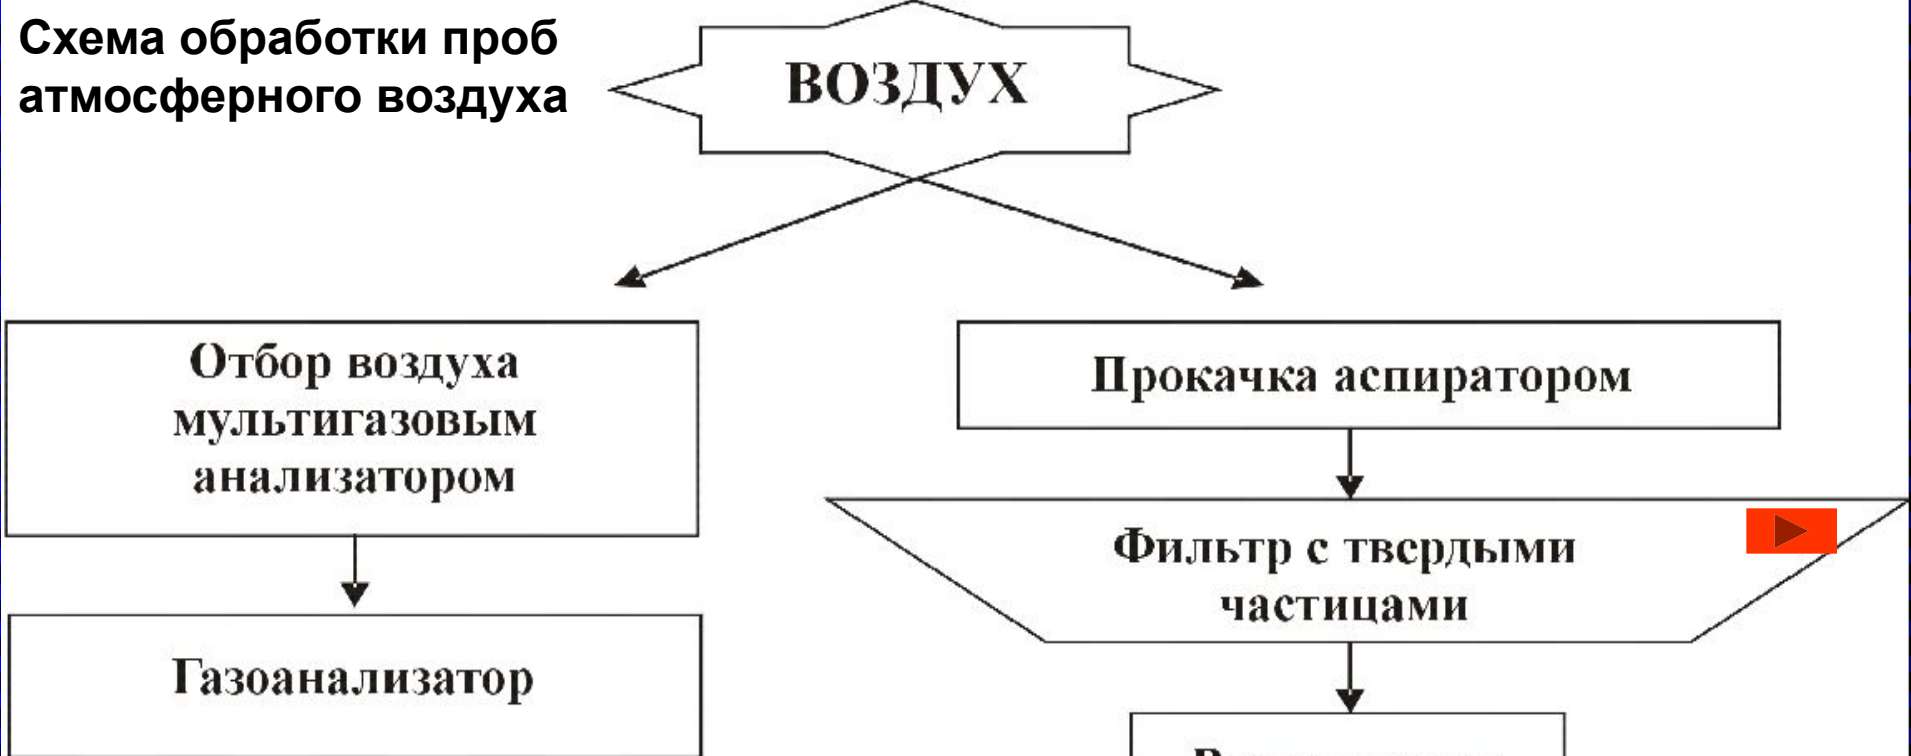 Схема обработки проб
атмосферного воздуха
ВОЗДУХ
Отбор воздуха
мультигазовым
анализатором
Прокачка аспиратором
Фильтр с твердыми
частицами
Газоанализатор